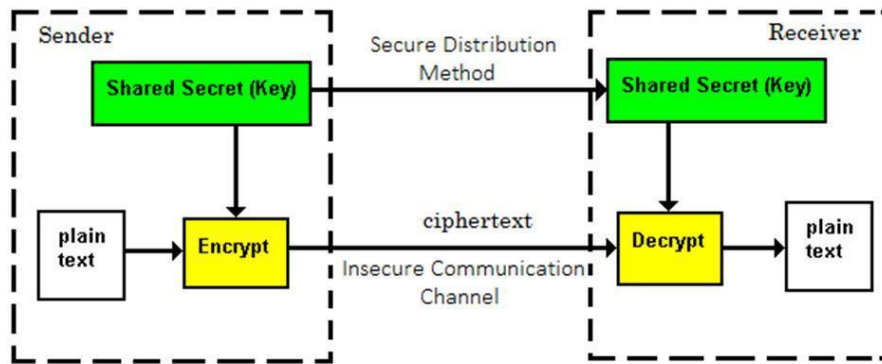 Sender
Receiver
Secure Distribution
Method
Shared Secret (Key)
Shared Secret (Key)
plain
text
Encrypt
ciphertext
Insecure Communication
Channel
Decrypt
plain
text